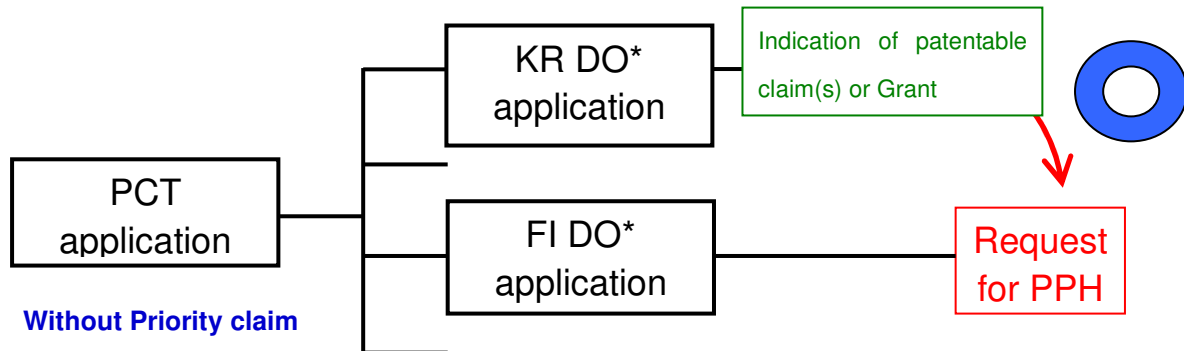 KR DO*
application
Indication of patentable
claim(s) or Grant
PCT
application
FI DO*
application
Request
for PPH
Without Priority claim